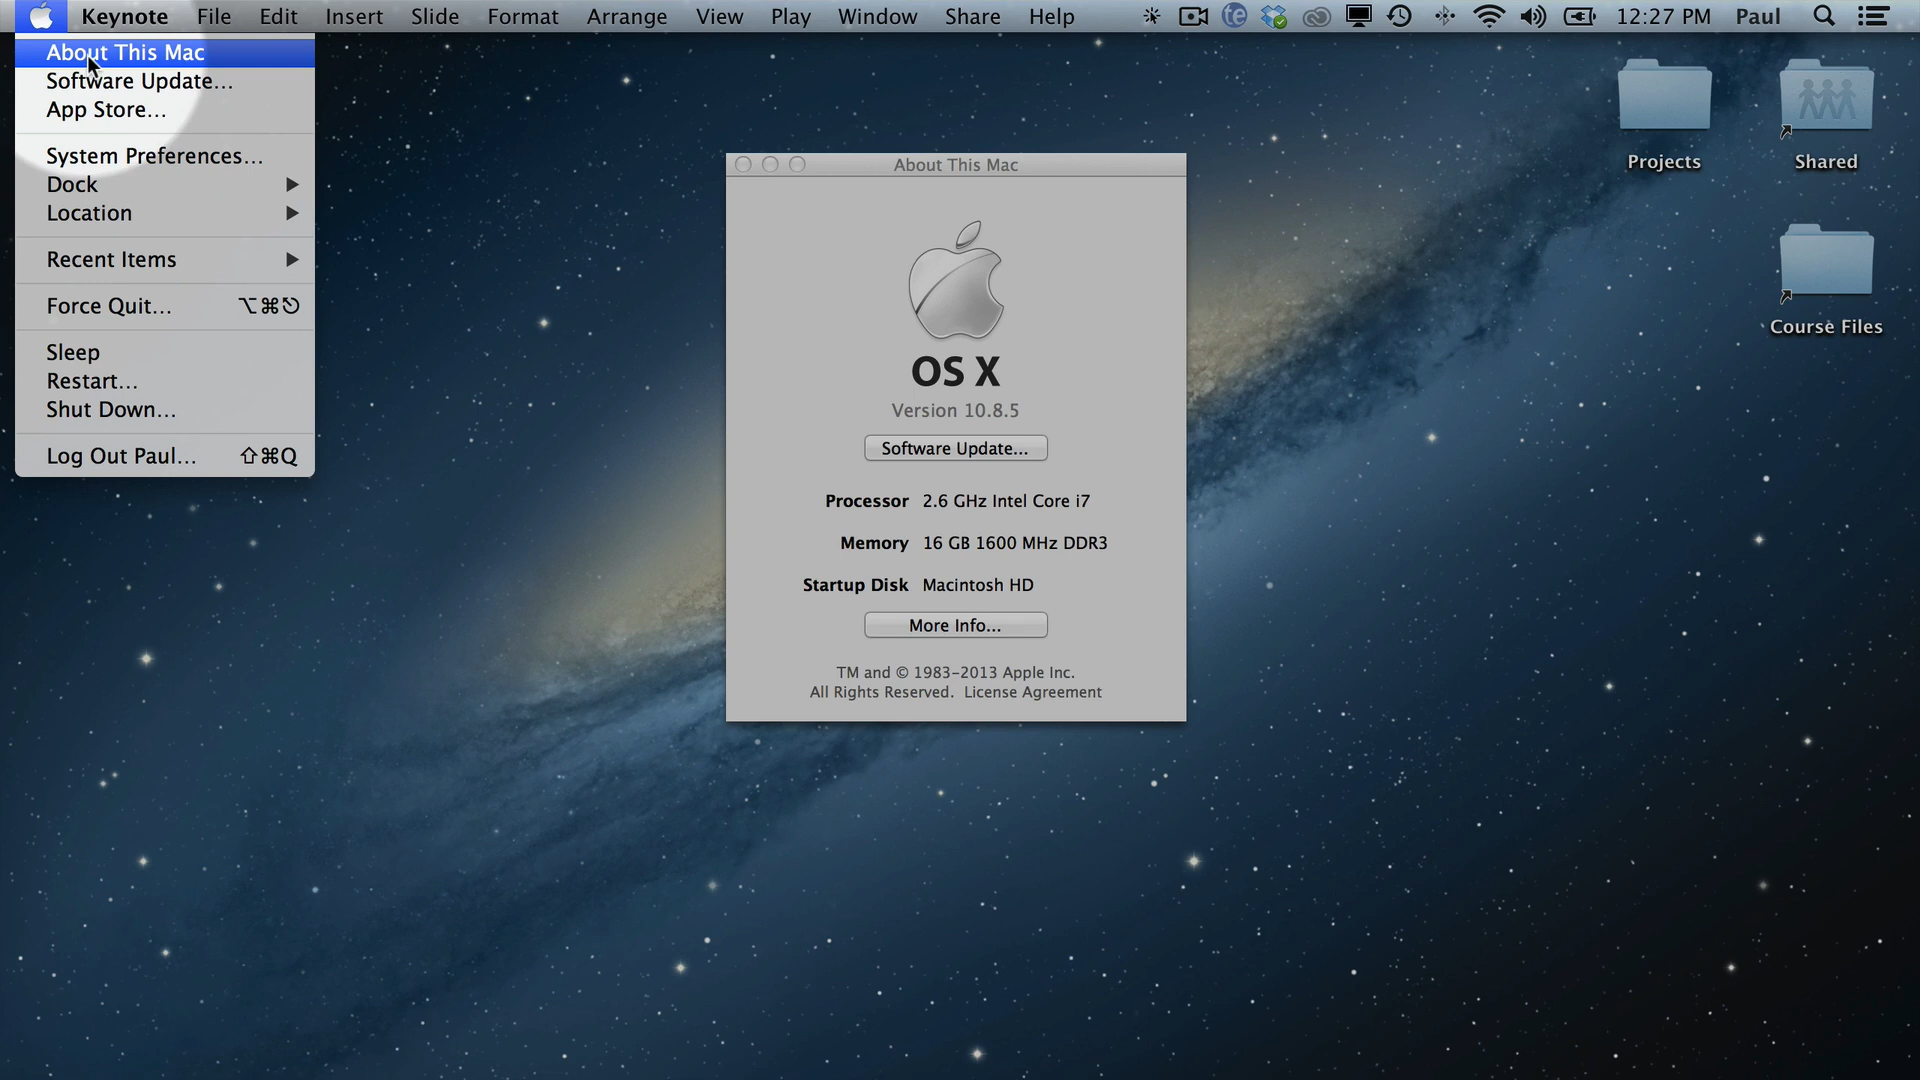 Keynote File Edit Insert Slide Format Arrange View Play Window Share Help te 12:27 PM Paul
About This Mac
Software Update...
App Store...
System Preferences...
Dock
Location
Recent Items
Force Quit... ⌥⌘⎋
Sleep
Restart...
Shut Down...
Log Out Paul... ⇧⌘Q
About This Mac
OS X
Version 10.8.5
Software Update...
Processor 2.6 GHz Intel Core i7
Memory 16 GB 1600 MHz DDR3
Startup Disk Macintosh HD
More Info...
TM and © 1983-2013 Apple Inc.
All Rights Reserved. License Agreement
Projects
Shared
Course Files